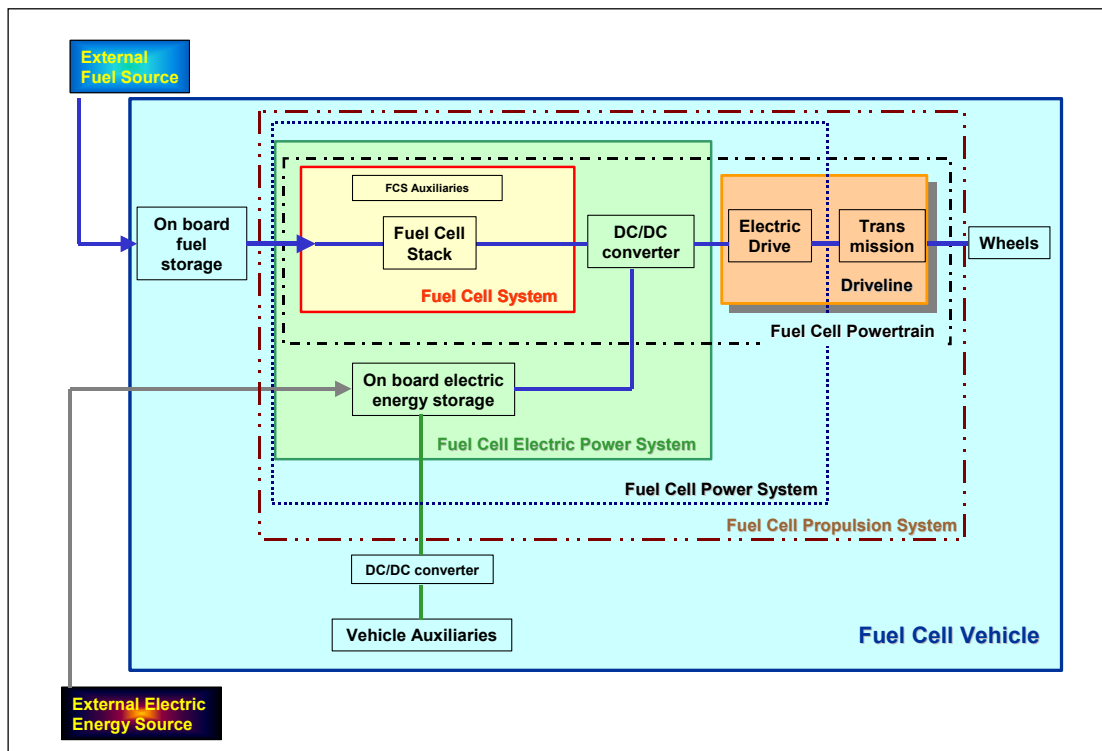 External
Fuel Source
FCS Auxiliaries
On board
fuel
storage
Fuel Cell
Stack
DC/DC
converter
Electric
Drive
Trans
mission
Wheels
Fuel Cell System
Driveline
Fuel Cell Powertrain
On board electric
energy storage
Fuel Cell Electric Power System
Fuel Cell Power System
Fuel Cell Propulsion System
DC/DC converter
Vehicle Auxiliaries
Fuel Cell Vehicle
External Electric
Energy Source